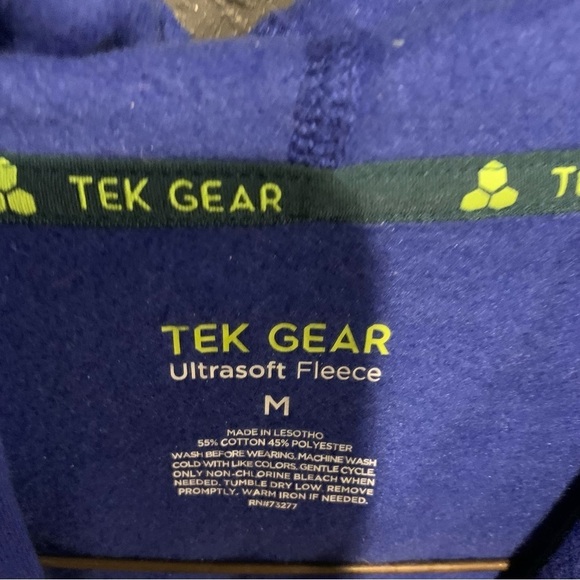 TEK GEAR
TEK GEAR
Ultrasoft Fleece
M
MADE IN LESOTHO
55% COTTON 45% POLYESTER
WASH BEFORE WEARING. MACHINE WASH
COLD WITH LIKE COLORS. GENTLE CYCLE.
ONLY NON-CHLORINE BLEACH WHEN
NEEDED. TUMBLE DRY LOW. REMOVE
PROMPTLY. WARM IRON IF NEEDED.
RN#73277